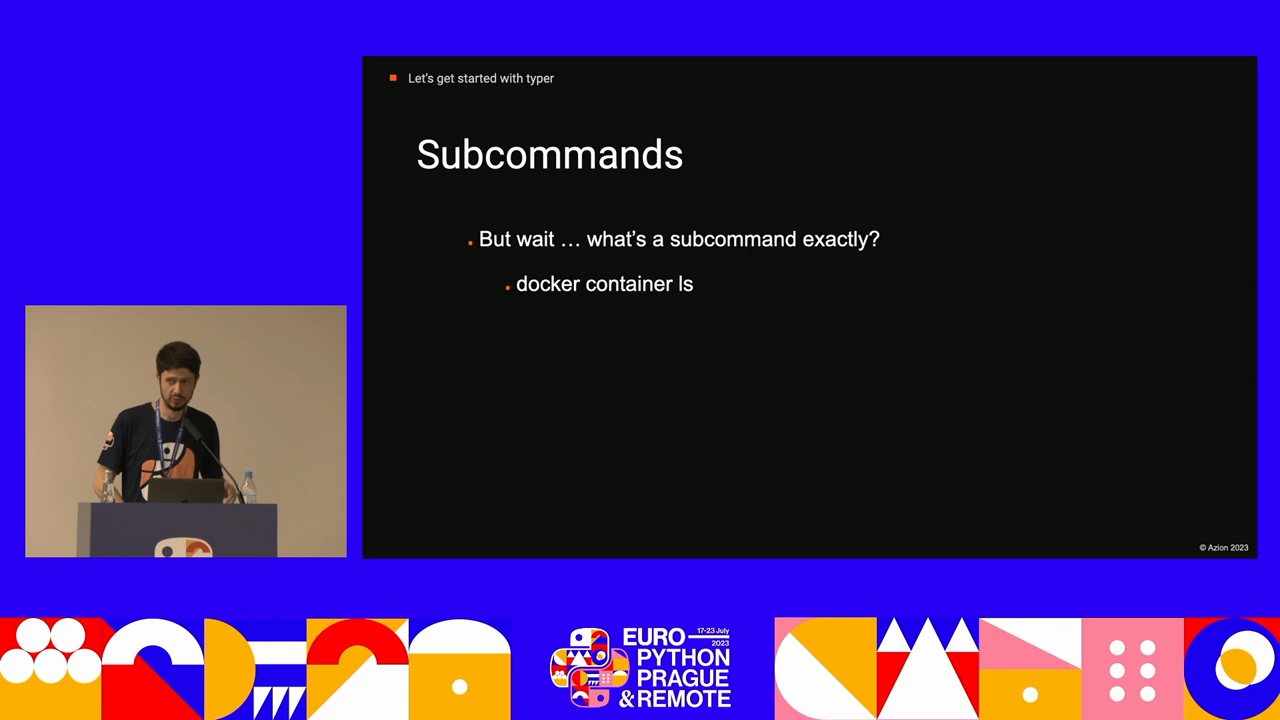 Let’s get started with typer
Subcommands
But wait … what’s a subcommand exactly?
docker container ls
© Azion 2023
EURO
17-23 July
2023
PYTHON
PRAGUE
& REMOTE